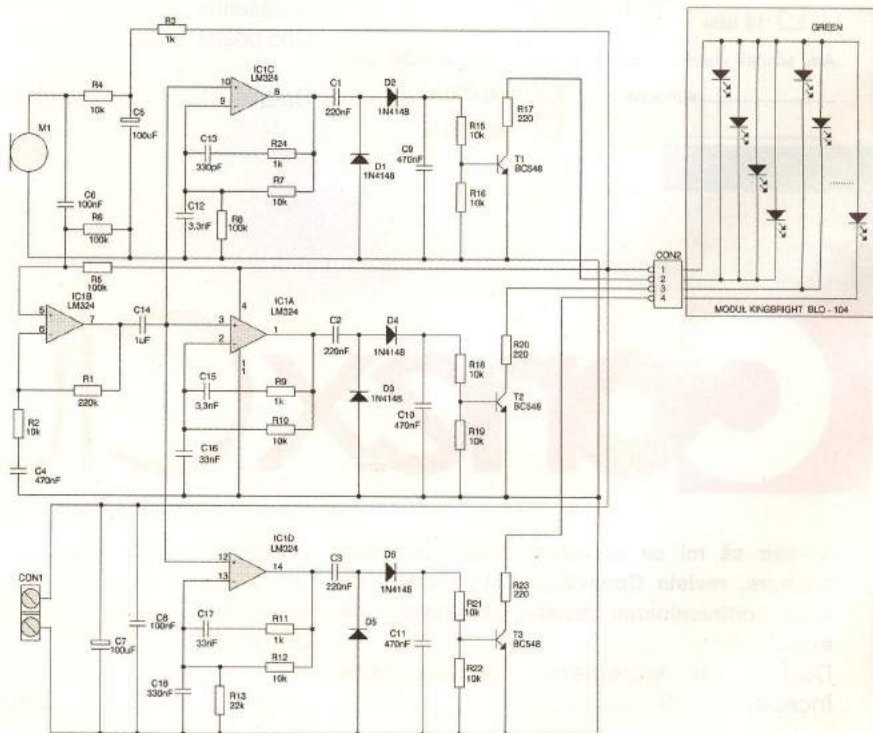 GREEN
R3
1k
R4
10k
C5
100uF
M1
C6
100nF
R6
100k
R5
100k
IC1C
LM324
10
9
8
C1
220nF
D2
1N4148
C13
330pF
R24
1k
R7
10k
C12
3,3nF
R8
100k
D1
1N4148
C9
470nF
R15
10k
R16
10k
R17
220
T1
BC548
CON2
1
2
3
4
MODUŁ KINGBRIGHT BLO - 104
IC1B
LM324
5
6
7
C14
1uF
R1
220k
R2
10k
C4
470nF
4
IC1A
LM324
3
2
1
1
1
C2
220nF
D4
1N4148
C15
3,3nF
R9
1k
R10
10k
C16
33nF
D3
1N4148
C10
470nF
R18
10k
R19
10k
R20
220
T2
BC548
CON1
C7
100uF
C8
100nF
IC1D
LM324
12
13
14
C3
220nF
D6
1N4148
C17
33nF
R11
1k
R12
10k
C18
330nF
R13
22k
D5
C11
470nF
R21
10k
R22
10k
R23
220
T3
BC548